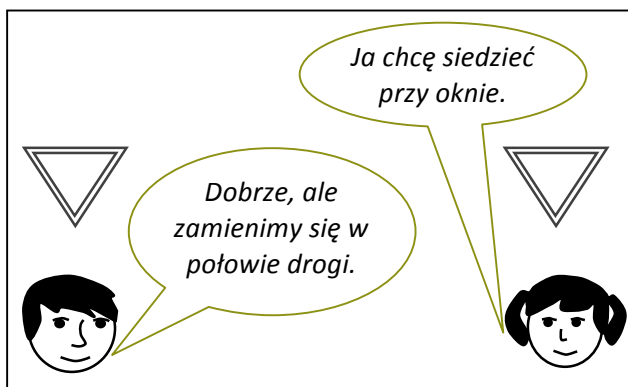 Ja chcę siedzieć
przy oknie.
Dobrze, ale
zamienimy się w
połowie drogi.